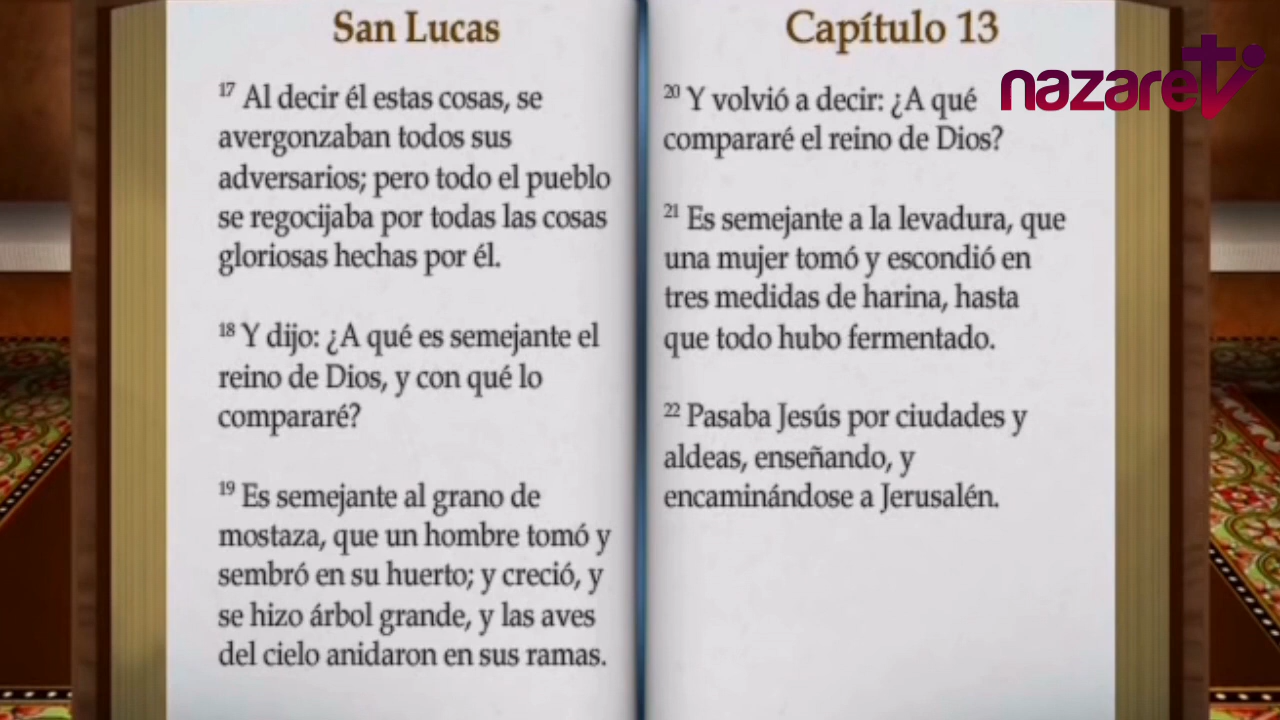 San Lucas
17 Al decir él estas cosas, se
avergonzaban todos sus
adversarios; pero todo el pueblo
se regocijaba por todas las cosas
gloriosas hechas por él.
18 Y dijo: ¿A qué es semejante el
reino de Dios, y con qué lo
compararé?
19 Es semejante al grano de
mostaza, que un hombre tomó y
sembró en su huerto; y creció, y
se hizo árbol grande, y las aves
del cielo anidaron en sus ramas.
Capítulo 13
nazaretv
20 Y volvió a decir: ¿A qué
compararé el reino de Dios?
21 Es semejante a la levadura, que
una mujer tomó y escondió en
tres medidas de harina, hasta
que todo hubo fermentado.
22 Pasaba Jesús por ciudades y
aldeas, enseñando, y
encaminándose a Jerusalén.